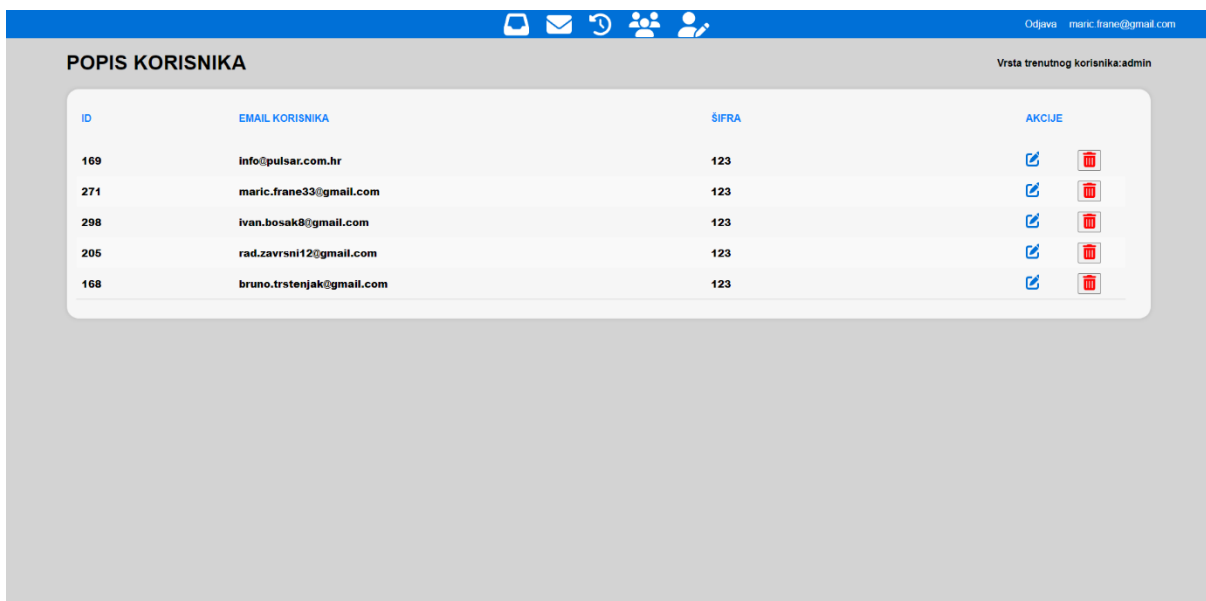 Odjava maric.frane@gmail.com
POPIS KORISNIKA
Vrsta trenutnog korisnika:admin
ID EMAIL KORISNIKA ŠIFRA AKCIJE
169 info@pulsar.com.hr 123
271 maric.frane33@gmail.com 123
298 ivan.bosak8@gmail.com 123
205 rad.zavrsni12@gmail.com 123
168 bruno.trstenjak@gmail.com 123